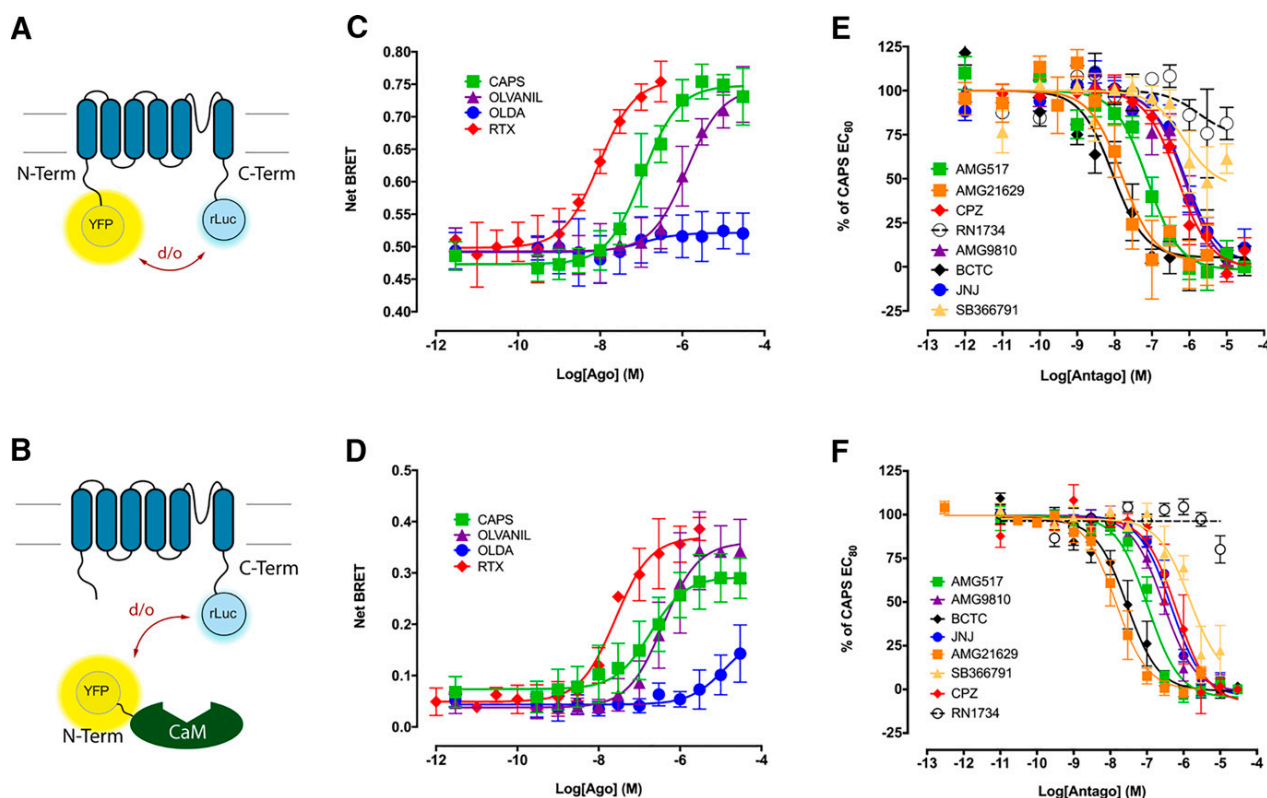 A
N-Term
C-Term
YFP
rLuc
d/o
B
C-Term
rLuc
d/o
YFP
N-Term
CaM
C
Net BRET
0.80
0.75
0.70
0.65
0.60
0.55
0.50
0.45
0.40
CAPS
OLVANIL
OLDA
RTX
-12 -10 -8 -6 -4
Log[Ago] (M)
D
Net BRET
0.5
0.4
0.3
0.2
0.1
0.0
CAPS
OLVANIL
OLDA
RTX
-12 -10 -8 -6 -4
Log[Ago] (M)
E
% of CAPS EC80
125
100
75
50
25
0
-25
AMG517
AMG21629
CPZ
RN1734
AMG9810
BCTC
JNJ
SB366791
-13 -12 -11 -10 -9 -8 -7 -6 -5 -4
Log[Antago] (M)
F
% of CAPS EC80
125
100
75
50
25
0
-25
AMG517
AMG9810
BCTC
JNJ
AMG21629
SB366791
CPZ
RN1734
-13 -12 -11 -10 -9 -8 -7 -6 -5 -4
Log[Antago] (M)